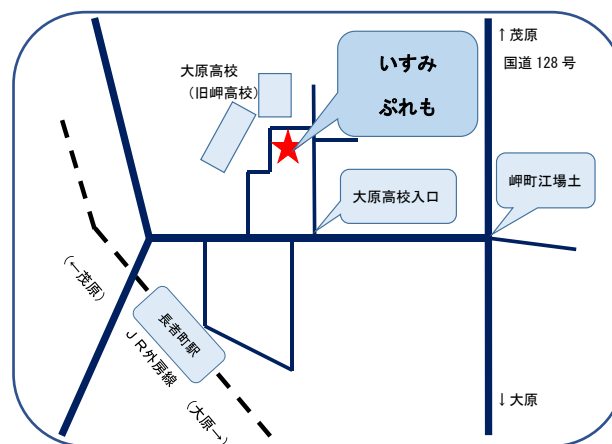 ↑茂原
国道128号
大原高校
(旧岬高校)
いすみ
ぷれも
大原高校入口
岬町江場土
(←茂原)
長者町駅
JR外房線
(大原→)
↓大原